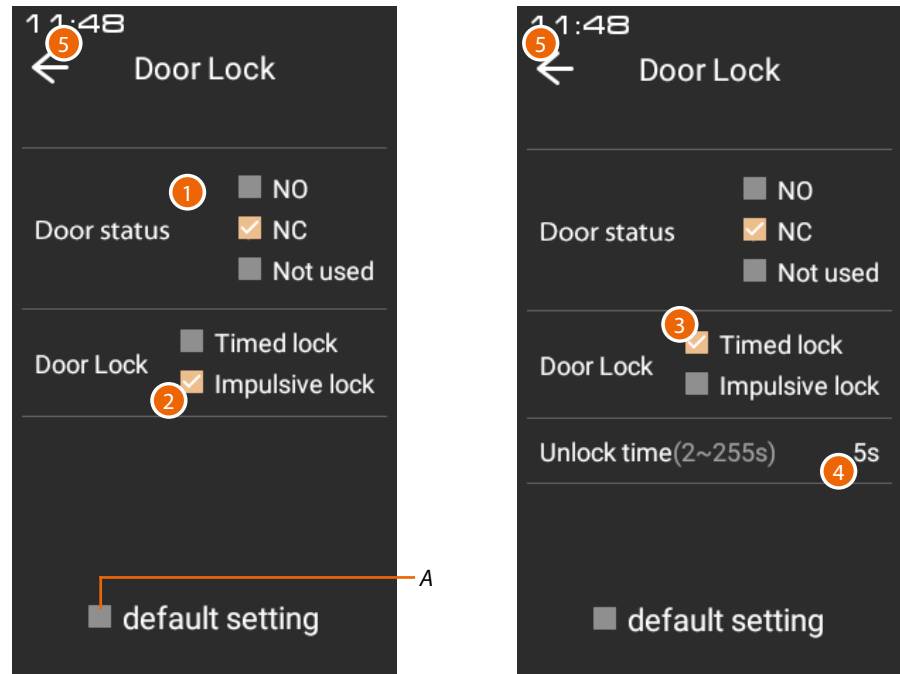 11:48
5
Door Lock
1
NO
Door status
NC
Not used
Timed lock
Door Lock
2
Impulsive lock
A
default setting
11:48
5
Door Lock
NO
Door status
NC
Not used
3
Timed lock
Door Lock
Impulsive lock
Unlock time(2~255s) 5s
4
default setting